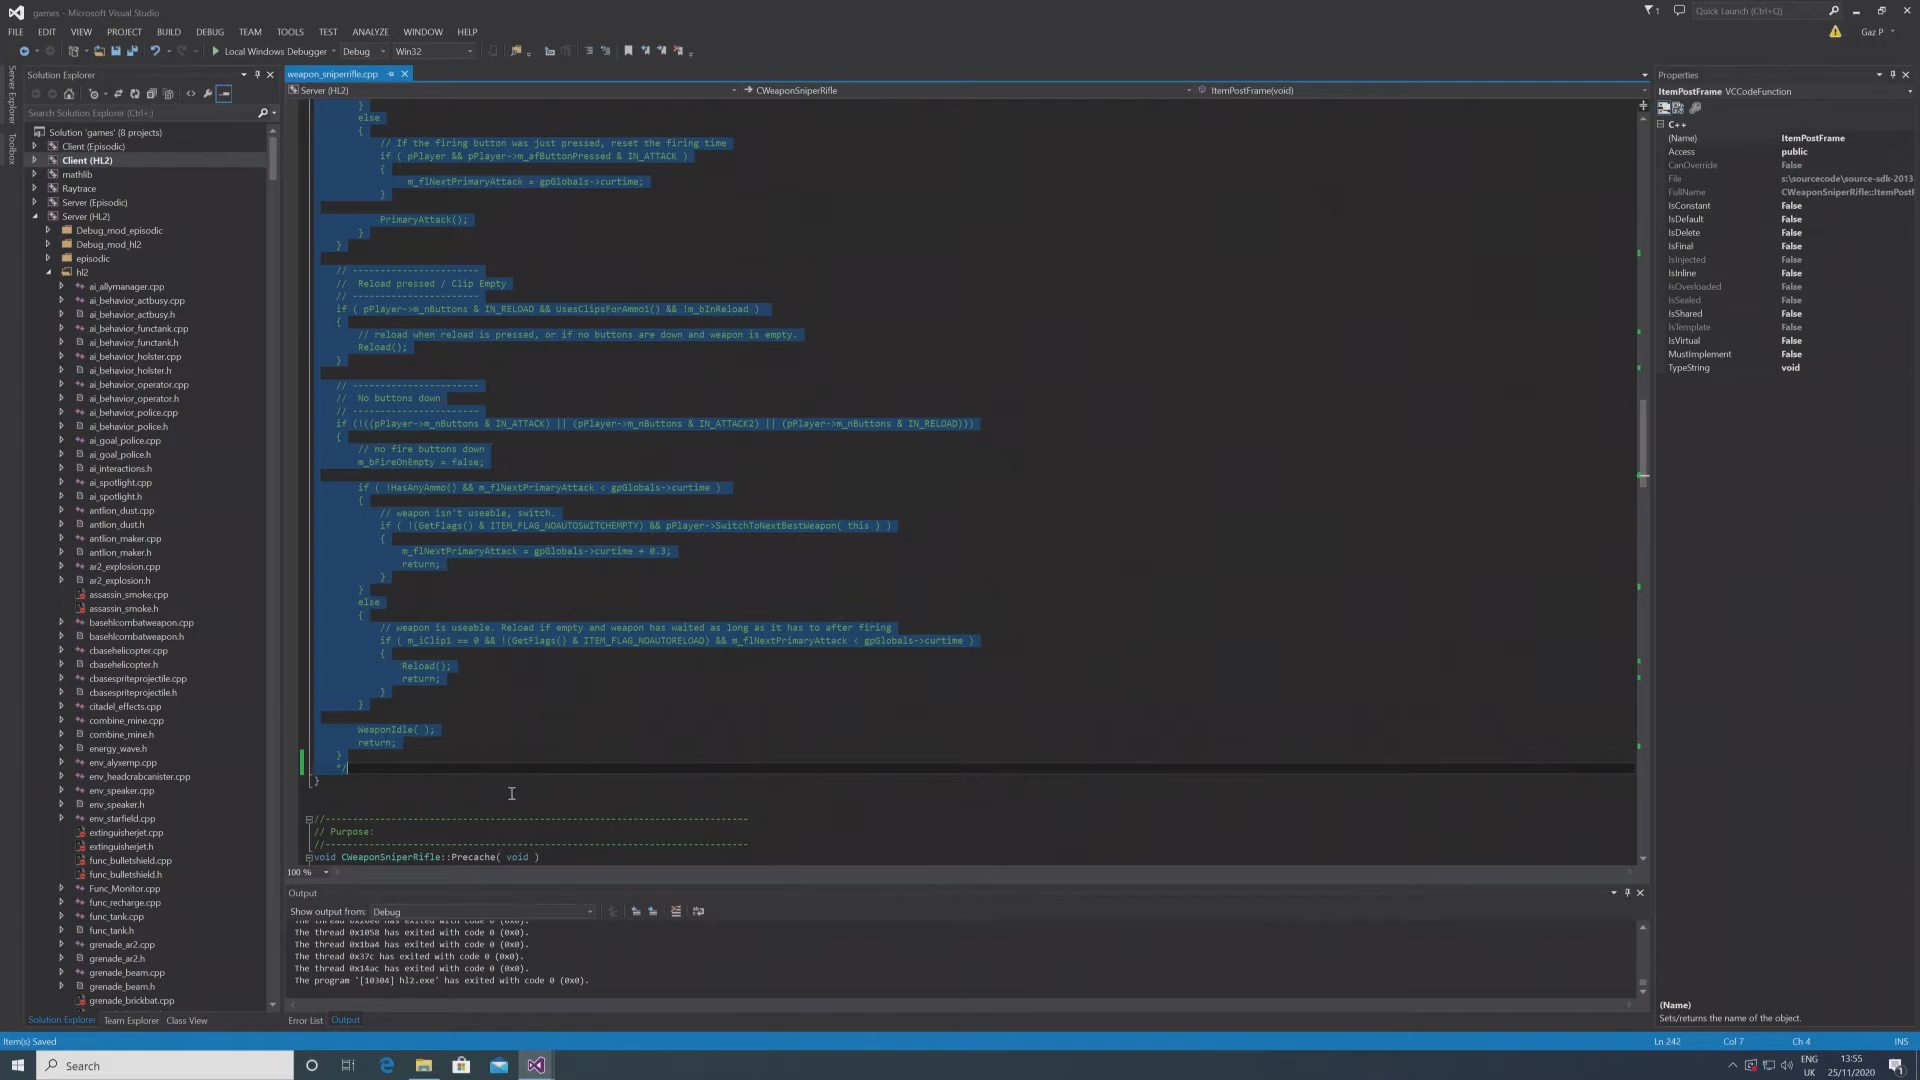 games - Microsoft Visual Studio
1
Quick Launch (Ctrl+Q)
FILE EDIT VIEW PROJECT BUILD DEBUG TEAM TOOLS TEST ANALYZE WINDOW HELP
Gaz P
Local Windows Debugger Debug Win32
Server Explorer
Toolbox
Solution Explorer
Search Solution Explorer (Ctrl+;)
Solution 'games' (8 projects)
Client (Episodic)
Client (HL2)
mathlib
Raytrace
Server (Episodic)
Server (HL2)
Debug_mod_episodic
Debug_mod_hl2
episodic
hl2
ai_allymanager.cpp
ai_behavior_actbusy.cpp
ai_behavior_actbusy.h
ai_behavior_functank.cpp
ai_behavior_functank.h
ai_behavior_holster.cpp
ai_behavior_holster.h
ai_behavior_operator.cpp
ai_behavior_operator.h
ai_behavior_police.cpp
ai_behavior_police.h
ai_goal_police.cpp
ai_goal_police.h
ai_interactions.h
ai_spotlight.cpp
ai_spotlight.h
antlion_dust.cpp
antlion_dust.h
antlion_maker.cpp
antlion_maker.h
ar2_explosion.cpp
ar2_explosion.h
assassin_smoke.cpp
assassin_smoke.h
basehlcombatweapon.cpp
basehlcombatweapon.h
cbasehelicopter.cpp
cbasehelicopter.h
cbasespriteprojectile.cpp
cbasespriteprojectile.h
citadel_effects.cpp
combine_mine.cpp
combine_mine.h
energy_wave.h
env_alyxemp.cpp
env_headcrabcanister.cpp
env_speaker.cpp
env_speaker.h
env_starfield.cpp
extinguisherjet.cpp
extinguisherjet.h
func_bulletshield.cpp
func_bulletshield.h
Func_Monitor.cpp
func_recharge.cpp
func_tank.cpp
func_tank.h
grenade_ar2.cpp
grenade_ar2.h
grenade_beam.cpp
grenade_beam.h
grenade_brickbat.cpp
Solution Explorer Team Explorer Class View
weapon_sniperrifle.cpp
Server (HL2) CWeaponSniperRifle ItemPostFrame(void)
}
else
{
// If the firing button was just pressed, reset the firing time
if ( pPlayer && pPlayer->m_afButtonPressed & IN_ATTACK )
{
m_flNextPrimaryAttack = gpGlobals->curtime;
}
PrimaryAttack();
}
}
// -----------------------
//  Reload pressed / Clip Empty
// -----------------------
if ( pPlayer->m_nButtons & IN_RELOAD && UsesClipsForAmmo1() && !m_bInReload )
{
// reload when reload is pressed, or if no buttons are down and weapon is empty.
Reload();
}
// -----------------------
//  No buttons down
// -----------------------
if (!((pPlayer->m_nButtons & IN_ATTACK) || (pPlayer->m_nButtons & IN_ATTACK2) || (pPlayer->m_nButtons & IN_RELOAD)))
{
// no fire buttons down
m_bFireOnEmpty = false;
if ( !HasAnyAmmo() && m_flNextPrimaryAttack < gpGlobals->curtime )
{
// weapon isn't useable, switch.
if ( !(GetFlags() & ITEM_FLAG_NOAUTOSWITCHEMPTY) && pPlayer->SwitchToNextBestWeapon( this ) )
{
m_flNextPrimaryAttack = gpGlobals->curtime + 0.3;
return;
}
}
else
{
// weapon is useable. Reload if empty and weapon has waited as long as it has to after firing
if ( m_iClip1 == 0 && !(GetFlags() & ITEM_FLAG_NOAUTORELOAD) && m_flNextPrimaryAttack < gpGlobals->curtime )
{
Reload();
return;
}
}
WeaponIdle( );
return;
}
*/
}
//-----------------------------------------------------------------------------
// Purpose:
//-----------------------------------------------------------------------------
void CWeaponSniperRifle::Precache( void )
100 %
Output
Show output from: Debug
The thread 0x1058 has exited with code 0 (0x0).
The thread 0x1ba4 has exited with code 0 (0x0).
The thread 0x37c has exited with code 0 (0x0).
The thread 0x14ac has exited with code 0 (0x0).
The program '[10304] hl2.exe' has exited with code 0 (0x0).
Error List Output
Properties
ItemPostFrame VCCodeFunction
C++
(Name) ItemPostFrame
Access public
CanOverride False
File s:\sourcecode\source-sdk-2013
FullName CWeaponSniperRifle::ItemPostF
IsConstant False
IsDefault False
IsDelete False
IsFinal False
IsInjected False
IsInline False
IsOverloaded False
IsSealed False
IsShared False
IsTemplate False
IsVirtual False
MustImplement False
TypeString void
(Name)
Sets/returns the name of the object.
Item(s) Saved
Ln 242 Col 7 Ch 4 INS
Search
ENG
UK
13:55
25/11/2020
1